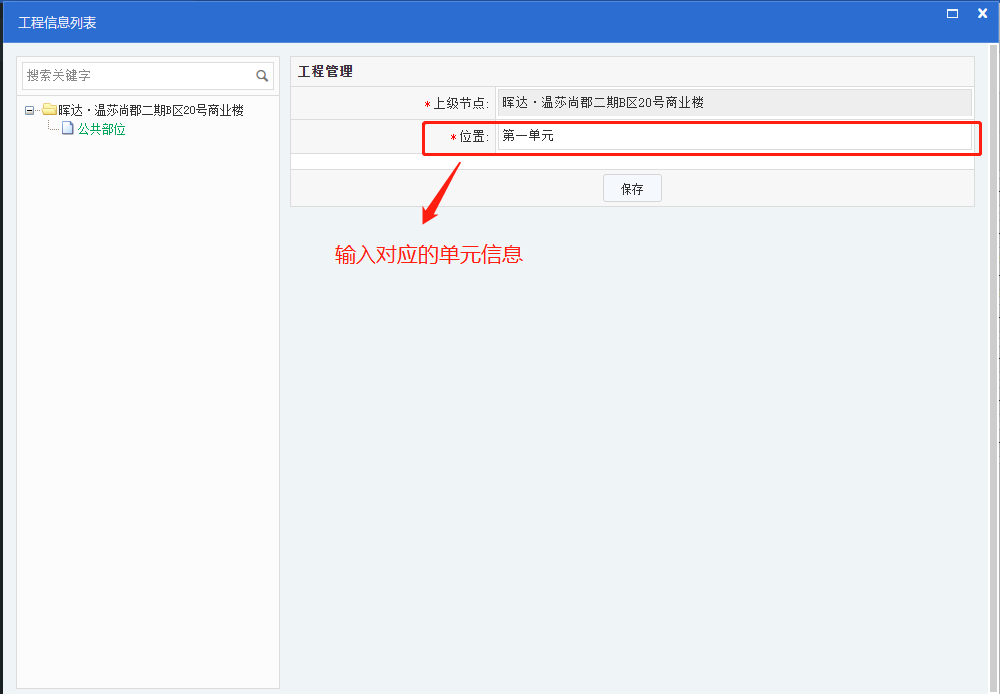 工程信息列表
搜索关键字
晖达·温莎尚郡二期B区20号商业楼
公共部位
工程管理
*上级节点: 晖达·温莎尚郡二期B区20号商业楼
*位置: 第一单元
保存
输入对应的单元信息